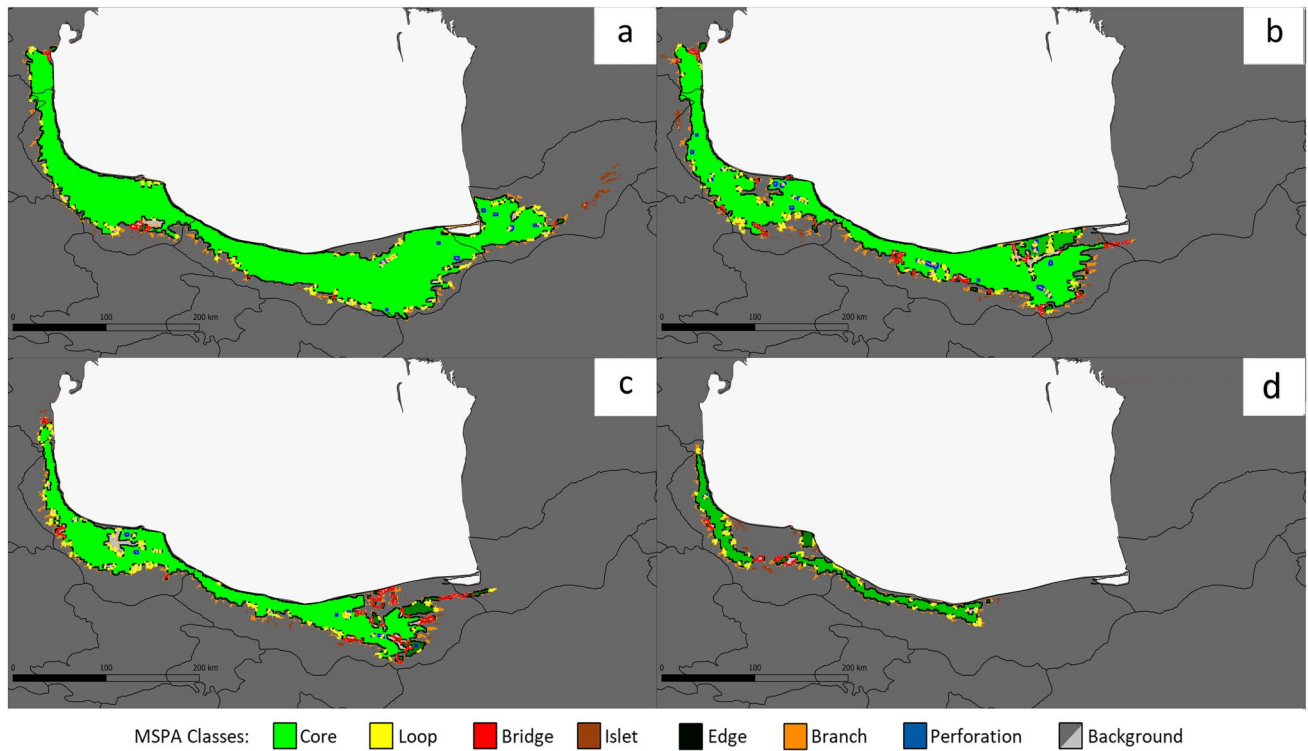 a
b
0 100 200 km
0 100 200 km
c
d
0 100 200 km
0 100 200 km
MSPA Classes: Core Loop Bridge Islet Edge Branch Perforation Background